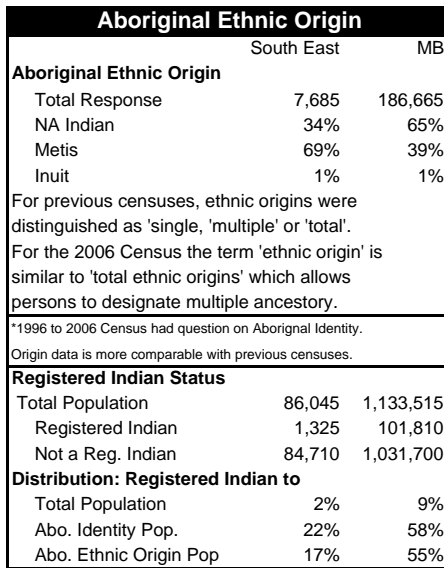 Aboriginal Ethnic Origin
South East MB
Aboriginal Ethnic Origin
Total Response 7,685 186,665
NA Indian 34% 65%
Metis 69% 39%
Inuit 1% 1%
For previous censuses, ethnic origins were
distinguished as 'single, 'multiple' or 'total'.
For the 2006 Census the term 'ethnic origin' is
similar to 'total ethnic origins' which allows
persons to designate multiple ancestory.
*1996 to 2006 Census had question on Aborignal Identity.
Origin data is more comparable with previous censuses.
Registered Indian Status
Total Population 86,045 1,133,515
Registered Indian 1,325 101,810
Not a Reg. Indian 84,710 1,031,700
Distribution: Registered Indian to
Total Population 2% 9%
Abo. Identity Pop. 22% 58%
Abo. Ethnic Origin Pop 17% 55%